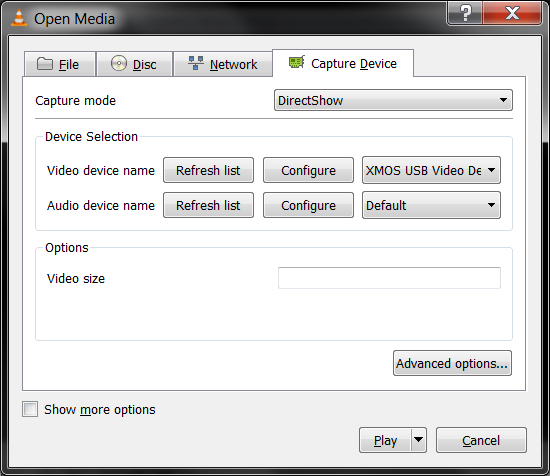 Open Media
File Disc Network Capture Device
Capture mode DirectShow
Device Selection
Video device name Refresh list Configure XMOS USB Video De
Audio device name Refresh list Configure Default
Options
Video size
Advanced options...
Show more options
Play Cancel